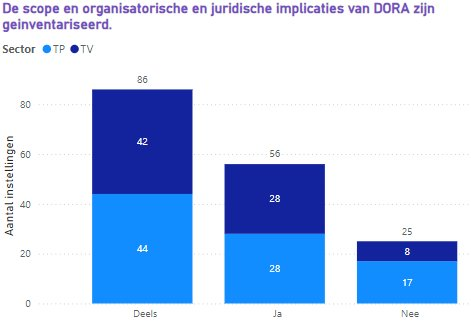 De scope en organisatorische en juridische implicaties van DORA zijn
geinventariseerd.
Sector TP TV
Aantal instellingen
80
60
40
20
0
86
42
44
56
28
28
25
8
17
Deels Ja Nee